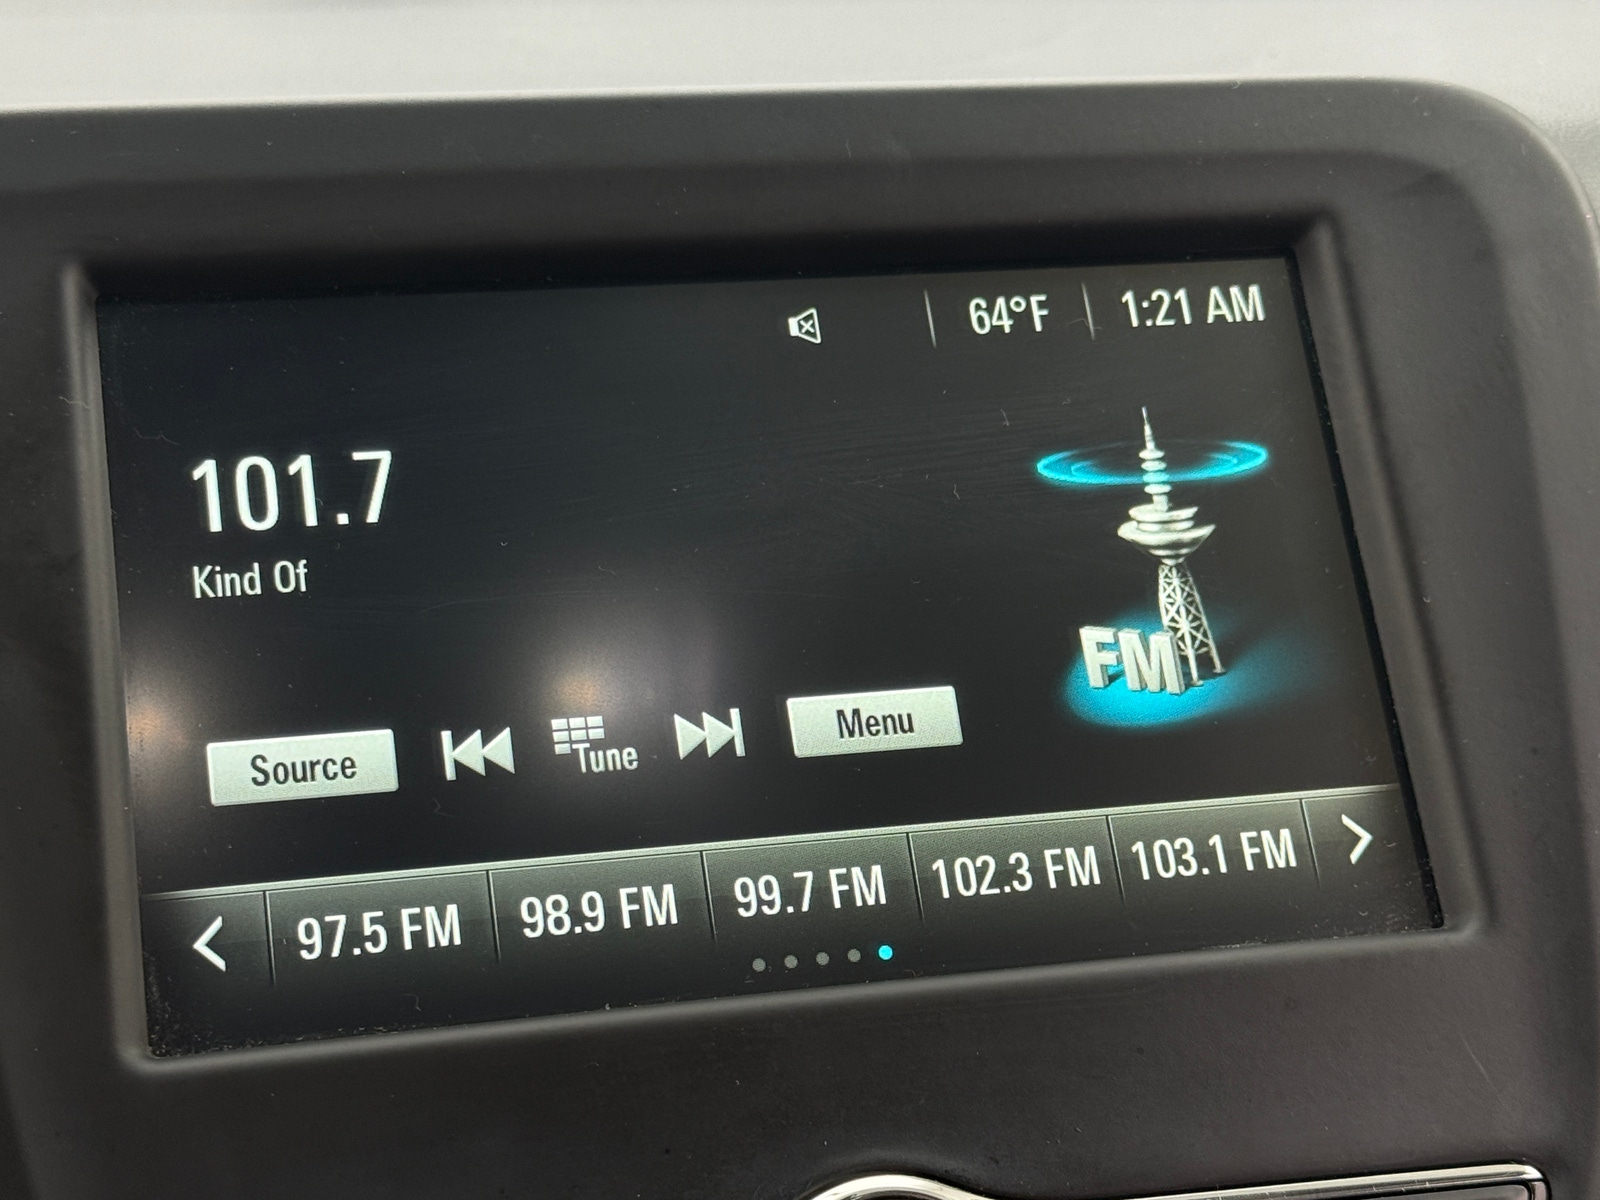 64°F 1:21 AM
101.7
Kind Of
FM
Source Tune Menu
97.5 FM 98.9 FM 99.7 FM 102.3 FM 103.1 FM